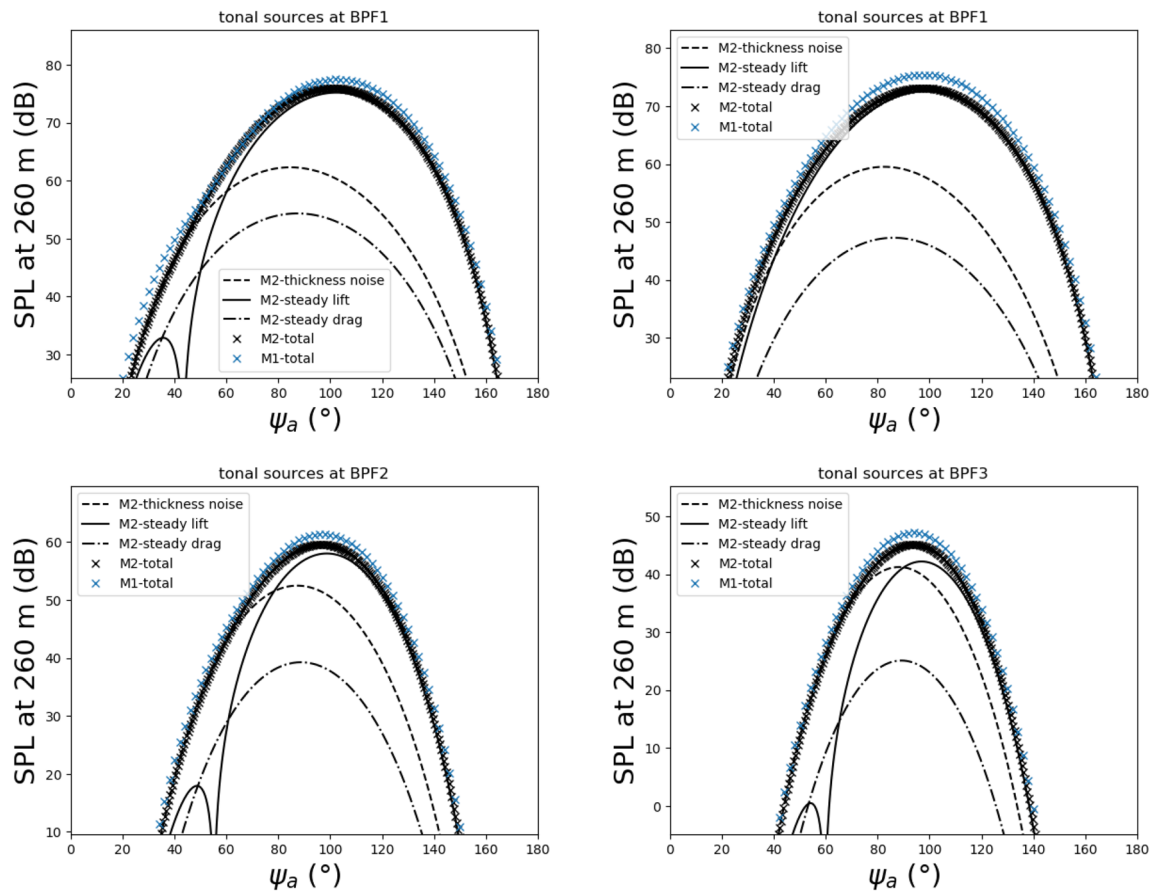 tonal sources at BPF1
SPL at 260 m (dB)
80
70
60
50
40
30
M2-thickness noise
M2-steady lift
M2-steady drag
M2-total
M1-total
0 20 40 60 80 100 120 140 160 180
ψa (°)
tonal sources at BPF1
SPL at 260 m (dB)
80
70
60
50
40
30
M2-thickness noise
M2-steady lift
M2-steady drag
M2-total
M1-total
0 20 40 60 80 100 120 140 160 180
ψa (°)
tonal sources at BPF2
SPL at 260 m (dB)
60
50
40
30
20
10
M2-thickness noise
M2-steady lift
M2-steady drag
M2-total
M1-total
0 20 40 60 80 100 120 140 160 180
ψa (°)
tonal sources at BPF3
SPL at 260 m (dB)
50
40
30
20
10
0
M2-thickness noise
M2-steady lift
M2-steady drag
M2-total
M1-total
0 20 40 60 80 100 120 140 160 180
ψa (°)